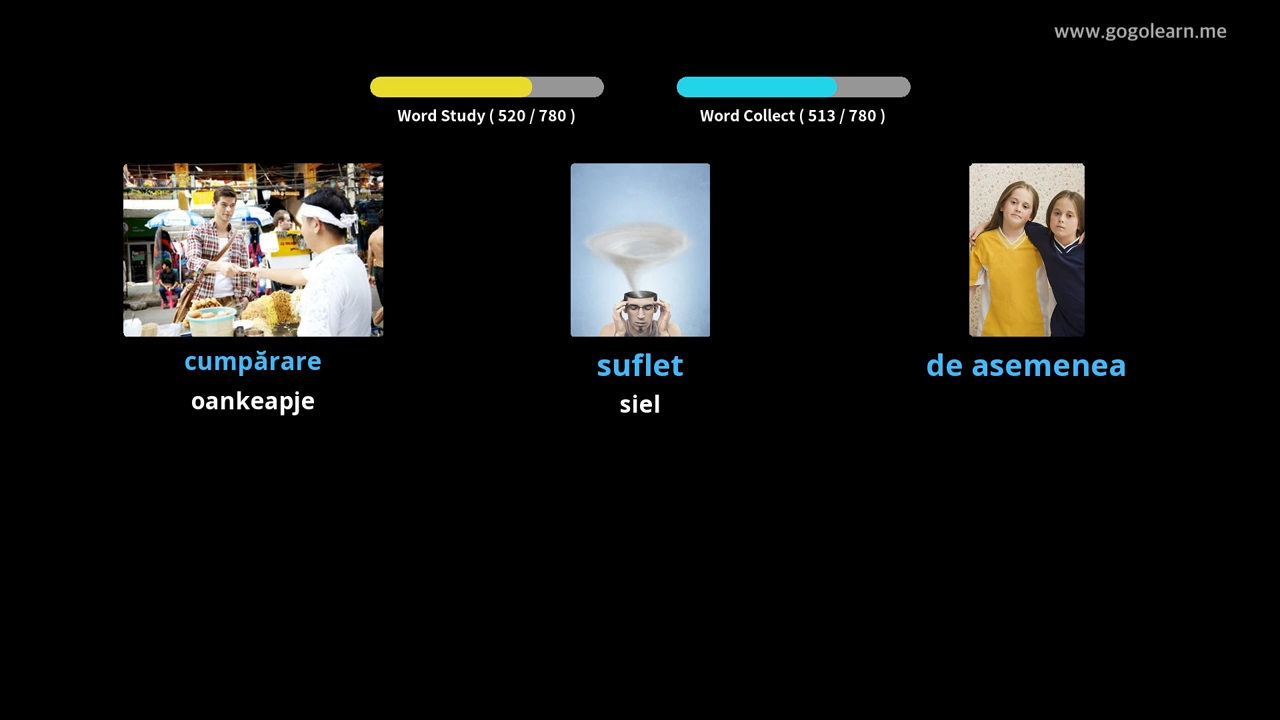 www.gogolearn.me
Word Study ( 520 / 780 )
Word Collect ( 513 / 780 )
cumpărare
suflet
de asemenea
oankeapje
siel